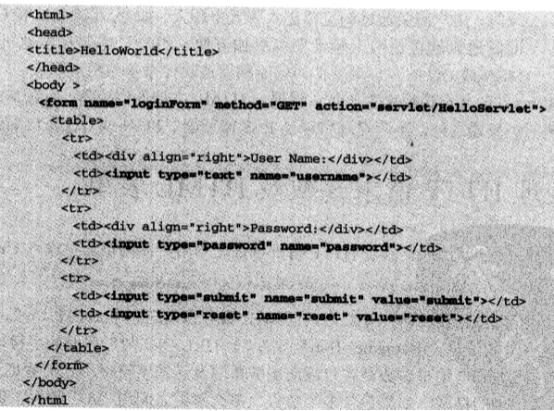 <html>
<head>
<title>HelloWorld</title>
</head>
<body >
<form name="loginForm" method="GET" action="servlet/HelloServlet">
<table>
<tr>
<td><div align="right">User Name:</div></td>
<td><input type="text" name="username"></td>
</tr>
<tr>
<td><div align="right">Password:</div></td>
<td><input type="password" name="password"></td>
</tr>
<tr>
<td><input type="submit" name="submit" value="submit"></td>
<td><input type="reset" name="reset" value="reset"></td>
</tr>
</table>
</form>
</body>
</html